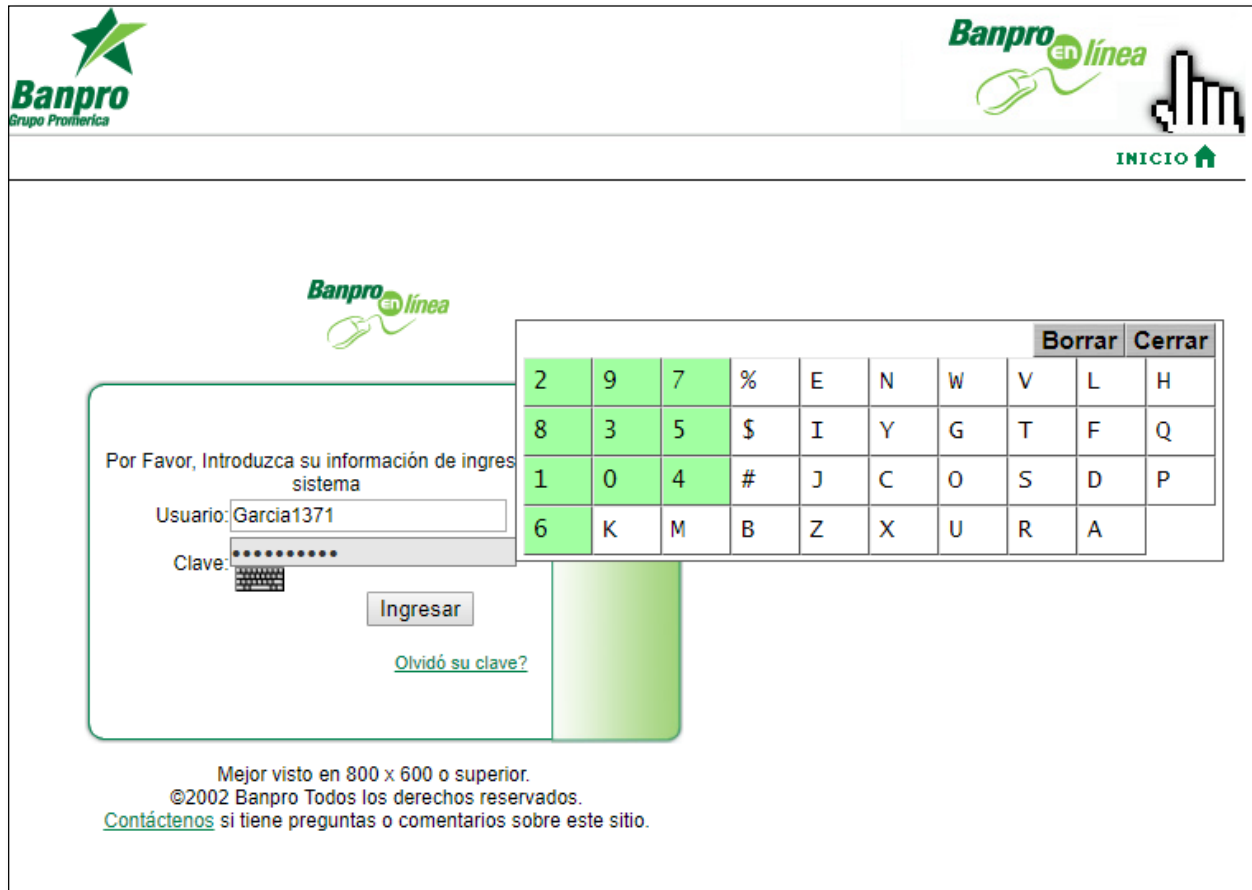 Banpro
Grupo Promerica
Banpro en línea
INICIO
Banpro en línea
Borrar Cerrar
2 9 7 % E N W V L H
8 3 5 $ I Y G T F Q
1 0 4 # J C O S D P
6 K M B Z X U R A
Por Favor, Introduzca su información de ingres
sistema
Usuario: Garcia1371
Clave: ••••••••••
Ingresar
Olvidó su clave?
Mejor visto en 800 x 600 o superior.
©2002 Banpro Todos los derechos reservados.
Contáctenos si tiene preguntas o comentarios sobre este sitio.